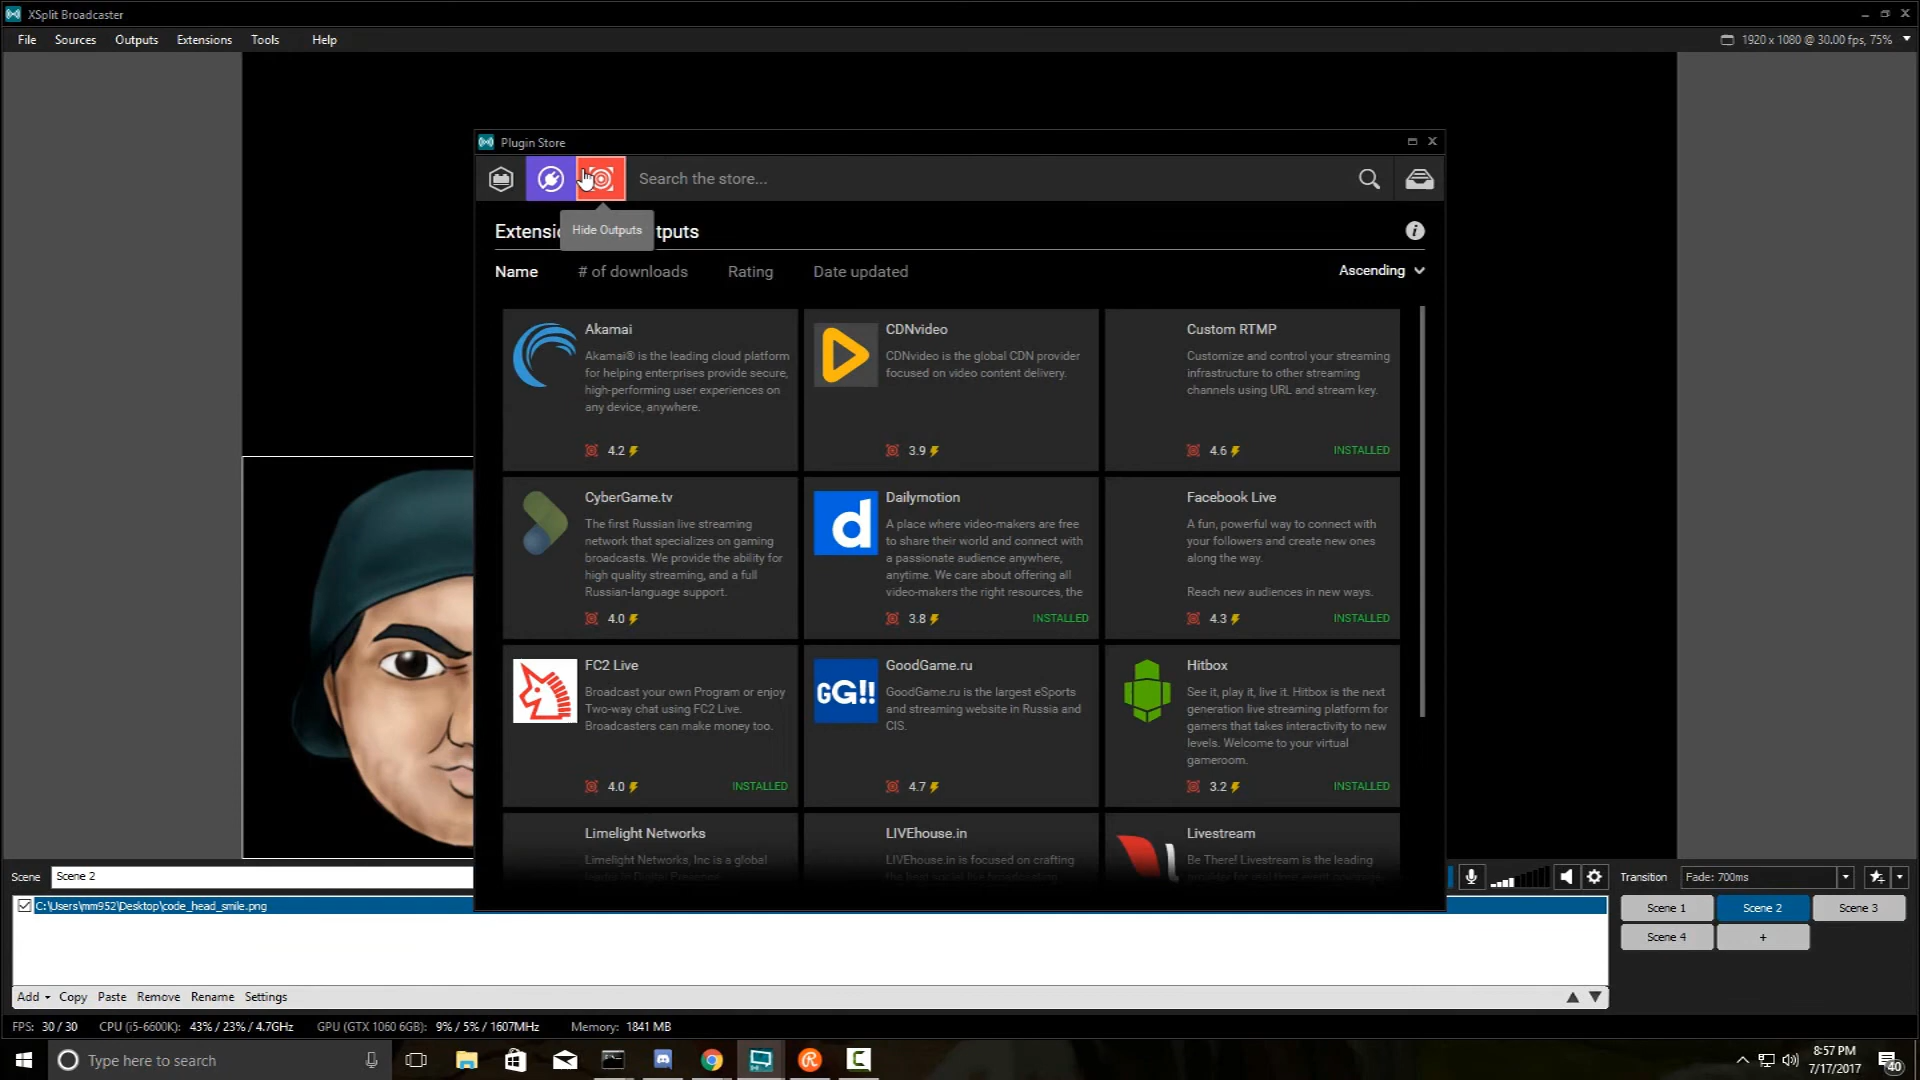 XSplit Broadcaster
File Sources Outputs Extensions Tools Help
1920 x 1080 @ 30.00 fps, 75%
Plugin Store
Search the store...
Hide Outputs
Extensi tputs
Name # of downloads Rating Date updated Ascending
Akamai
Akamai® is the leading cloud platform
for helping enterprises provide secure,
high-performing user experiences on
any device, anywhere.
4.2
CDNvideo
CDNvideo is the global CDN provider
focused on video content delivery.
3.9
Custom RTMP
Customize and control your streaming
infrastructure to other streaming
channels using URL and stream key.
4.6 INSTALLED
CyberGame.tv
The first Russian live streaming
network that specializes on gaming
broadcasts. We provide the ability for
high quality streaming, and a full
Russian-language support.
4.0
Dailymotion
A place where video-makers are free
to share their world and connect with
a passionate audience anywhere,
anytime. We care about offering all
video-makers the right resources, the
3.8 INSTALLED
Facebook Live
A fun, powerful way to connect with
your followers and create new ones
along the way.
Reach new audiences in new ways.
4.3 INSTALLED
FC2 Live
Broadcast your own Program or enjoy
Two-way chat using FC2 Live.
Broadcasters can make money too.
4.0 INSTALLED
GG!!
GoodGame.ru
GoodGame.ru is the largest eSports
and streaming website in Russia and
CIS.
4.7
Hitbox
See it, play it, live it. Hitbox is the next
generation live streaming platform for
gamers that takes interactivity to new
levels. Welcome to your virtual
gameroom.
3.2 INSTALLED
Limelight Networks
Limelight Networks, Inc is a global
LIVEhouse.in
LIVEhouse.in is focused on crafting
Livestream
Be There! Livestream is the leading
Scene Scene 2
Transition Fade: 700ms
C:\Users\mm952\Desktop\code_head_smile.png
Scene 1 Scene 2 Scene 3
Scene 4 +
Add Copy Paste Remove Rename Settings
FPS: 30 / 30 CPU (i5-6600K): 43% / 23% / 4.7GHz GPU (GTX 1060 6GB): 9% / 5% / 1607MHz Memory: 1841 MB
Type here to search
8:57 PM
7/17/2017
40